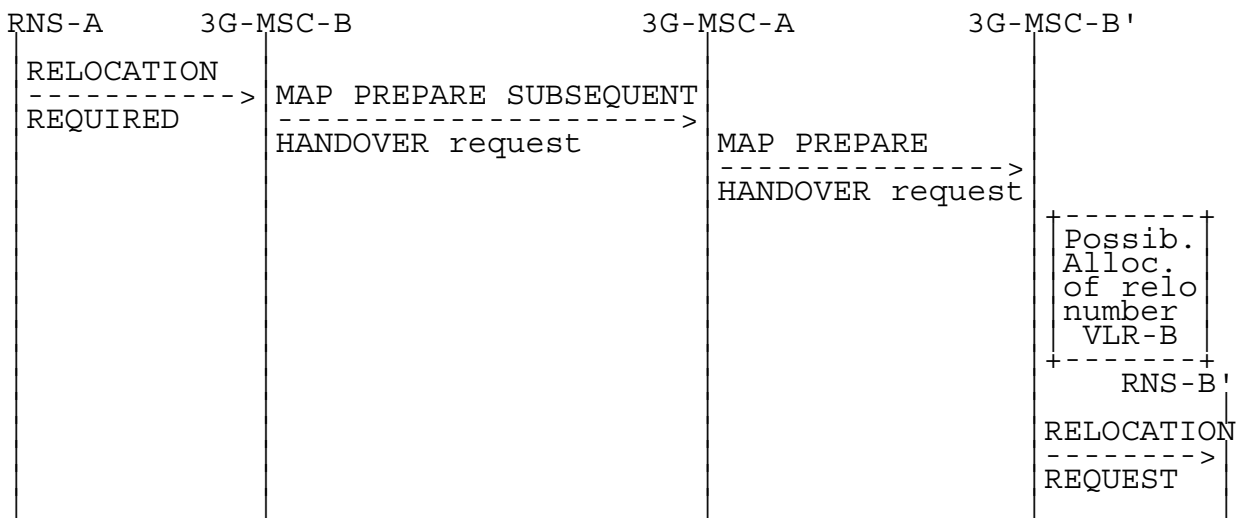 RNS-A 3G-MSC-B 3G-MSC-A 3G-MSC-B'
RELOCATION
REQUIRED
MAP PREPARE SUBSEQUENT
HANDOVER request
MAP PREPARE
HANDOVER request
Possib.
Alloc.
of relo
number
VLR-B
RNS-B'
RELOCATION
REQUEST